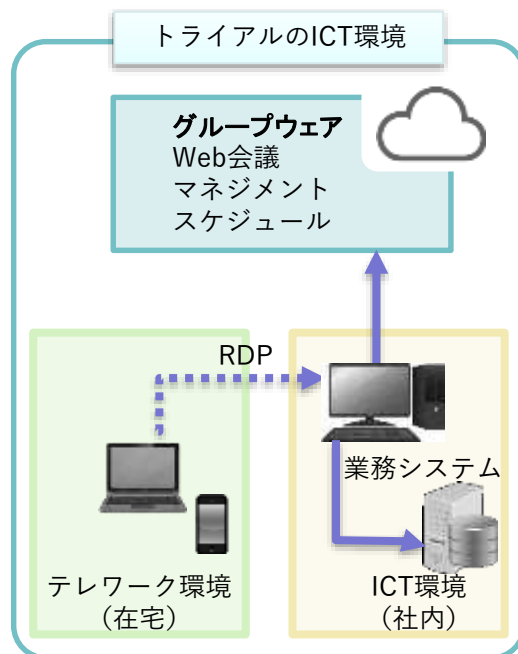 トライアルのICT環境
グループウェア
Web会議
マネジメント
スケジュール
RDP
業務システム
テレワーク環境
（在宅）
ICT環境
（社内）